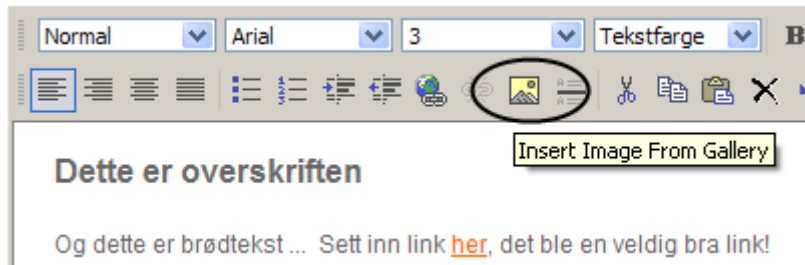 Normal Arial 3 Tekstfarge B
Insert Image From Gallery
Dette er overskriften
Og dette er brødtekst ... Sett inn link her, det ble en veldig bra link!